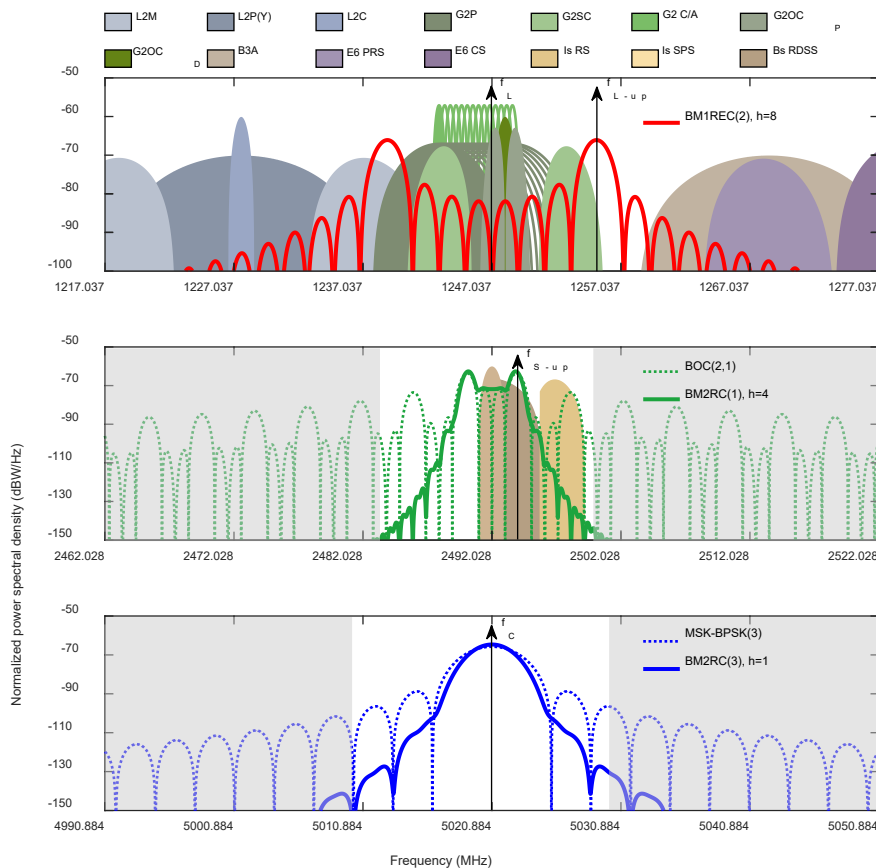 L2M L2P(Y) L2C G2P G2SC G2 C/A G2OC P
G2OC D B3A E6 PRS E6 CS Is RS Is SPS Bs RDSS
-50
f L
f L-up
BM1REC(2), h=8
-60
-70
-80
-90
-100
1217.037 1227.037 1237.037 1247.037 1257.037 1267.037 1277.037
-50
f S-up
BOC(2,1)
BM2RC(1), h=4
-70
-90
-110
-130
-150
2462.028 2472.028 2482.028 2492.028 2502.028 2512.028 2522.028
Normalized power spectral density (dBW/Hz)
-50
f C
MSK-BPSK(3)
BM2RC(3), h=1
-70
-90
-110
-130
-150
4990.884 5000.884 5010.884 5020.884 5030.884 5040.884 5050.884
Frequency (MHz)